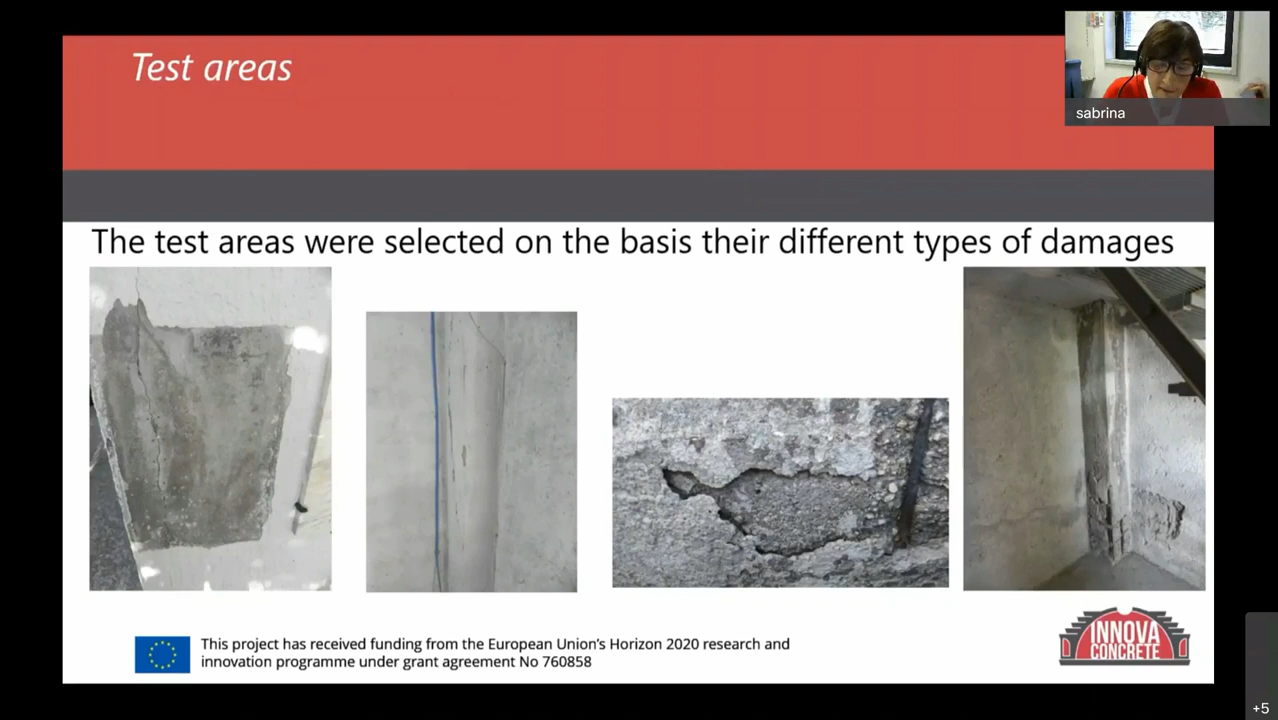 Test areas
sabrina
The test areas were selected on the basis their different types of damages
This project has received funding from the European Union's Horizon 2020 research and
innovation programme under grant agreement No 760858
INNOVA
CONCRETE
+5